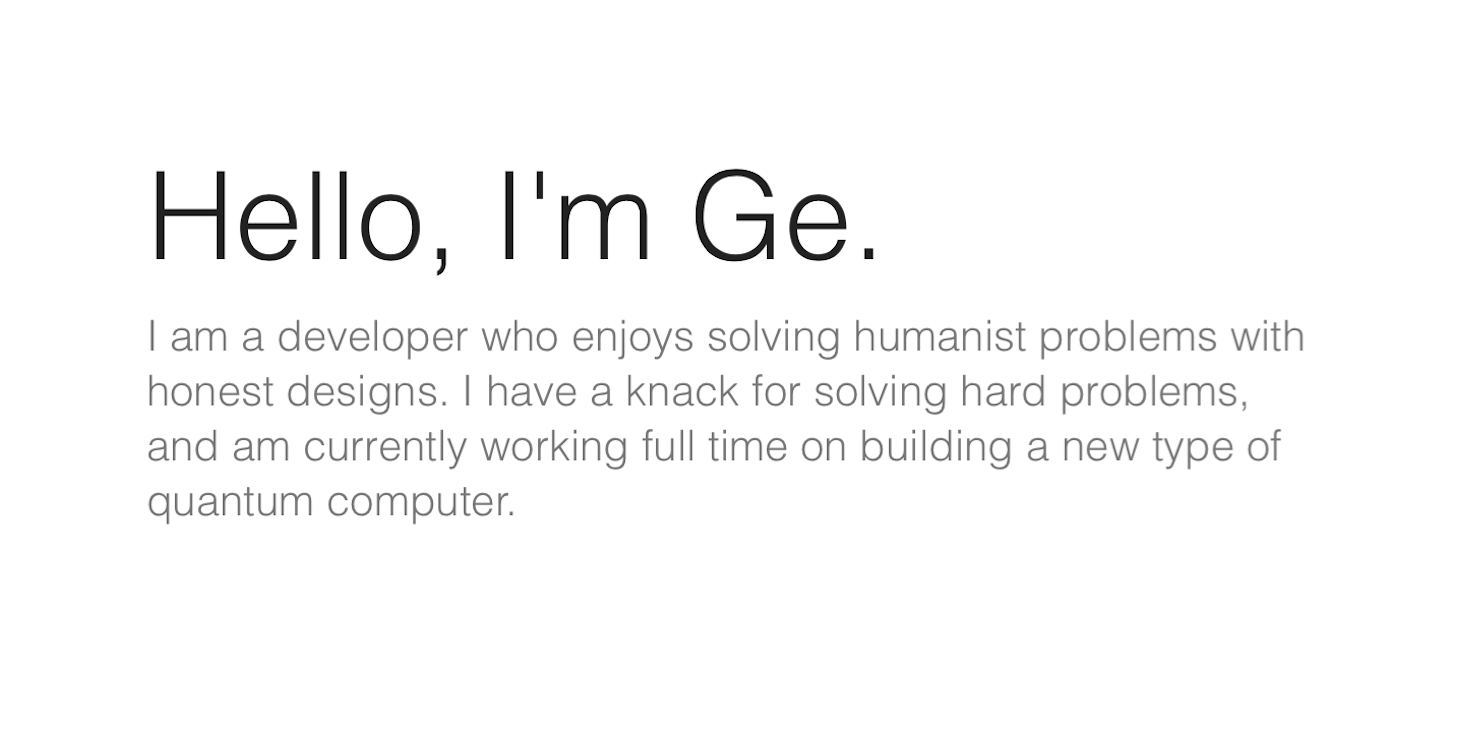 Hello, I'm Ge.
I am a developer who enjoys solving humanist problems with
honest designs. I have a knack for solving hard problems,
and am currently working full time on building a new type of
quantum computer.